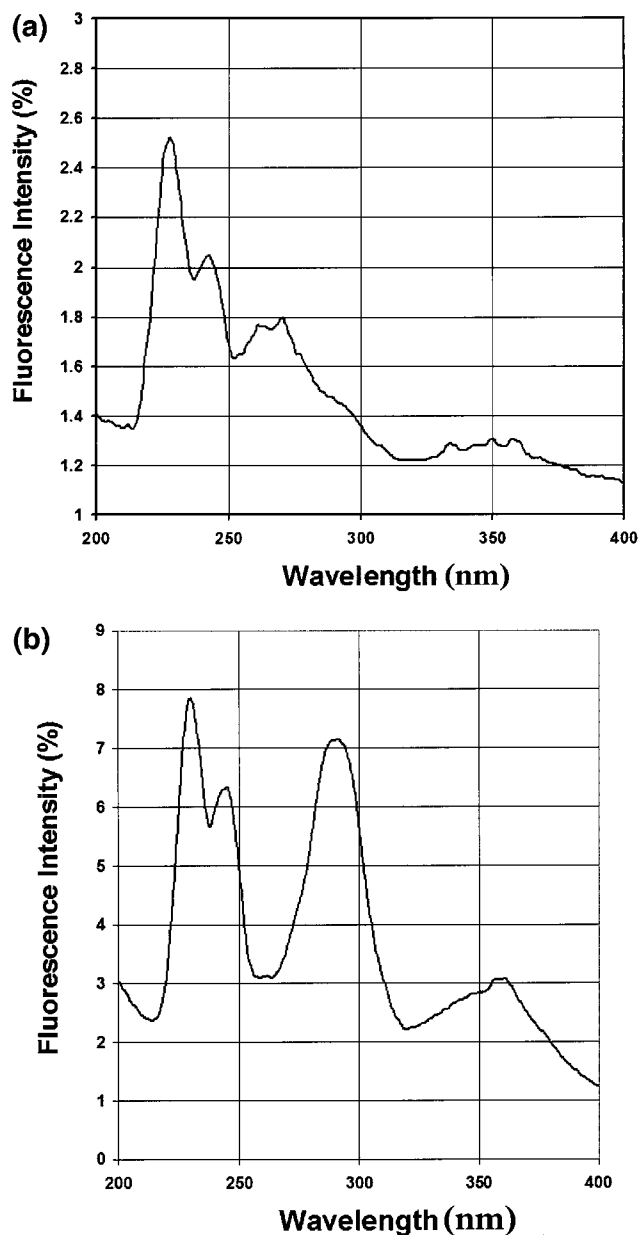 (a)
Fluorescence Intensity (%)
3
2.8
2.6
2.4
2.2
2
1.8
1.6
1.4
1.2
1
200 250 300 350 400
Wavelength (nm)
(b)
Fluorescence Intensity (%)
9
8
7
6
5
4
3
2
1
0
200 250 300 350 400
Wavelength (nm)